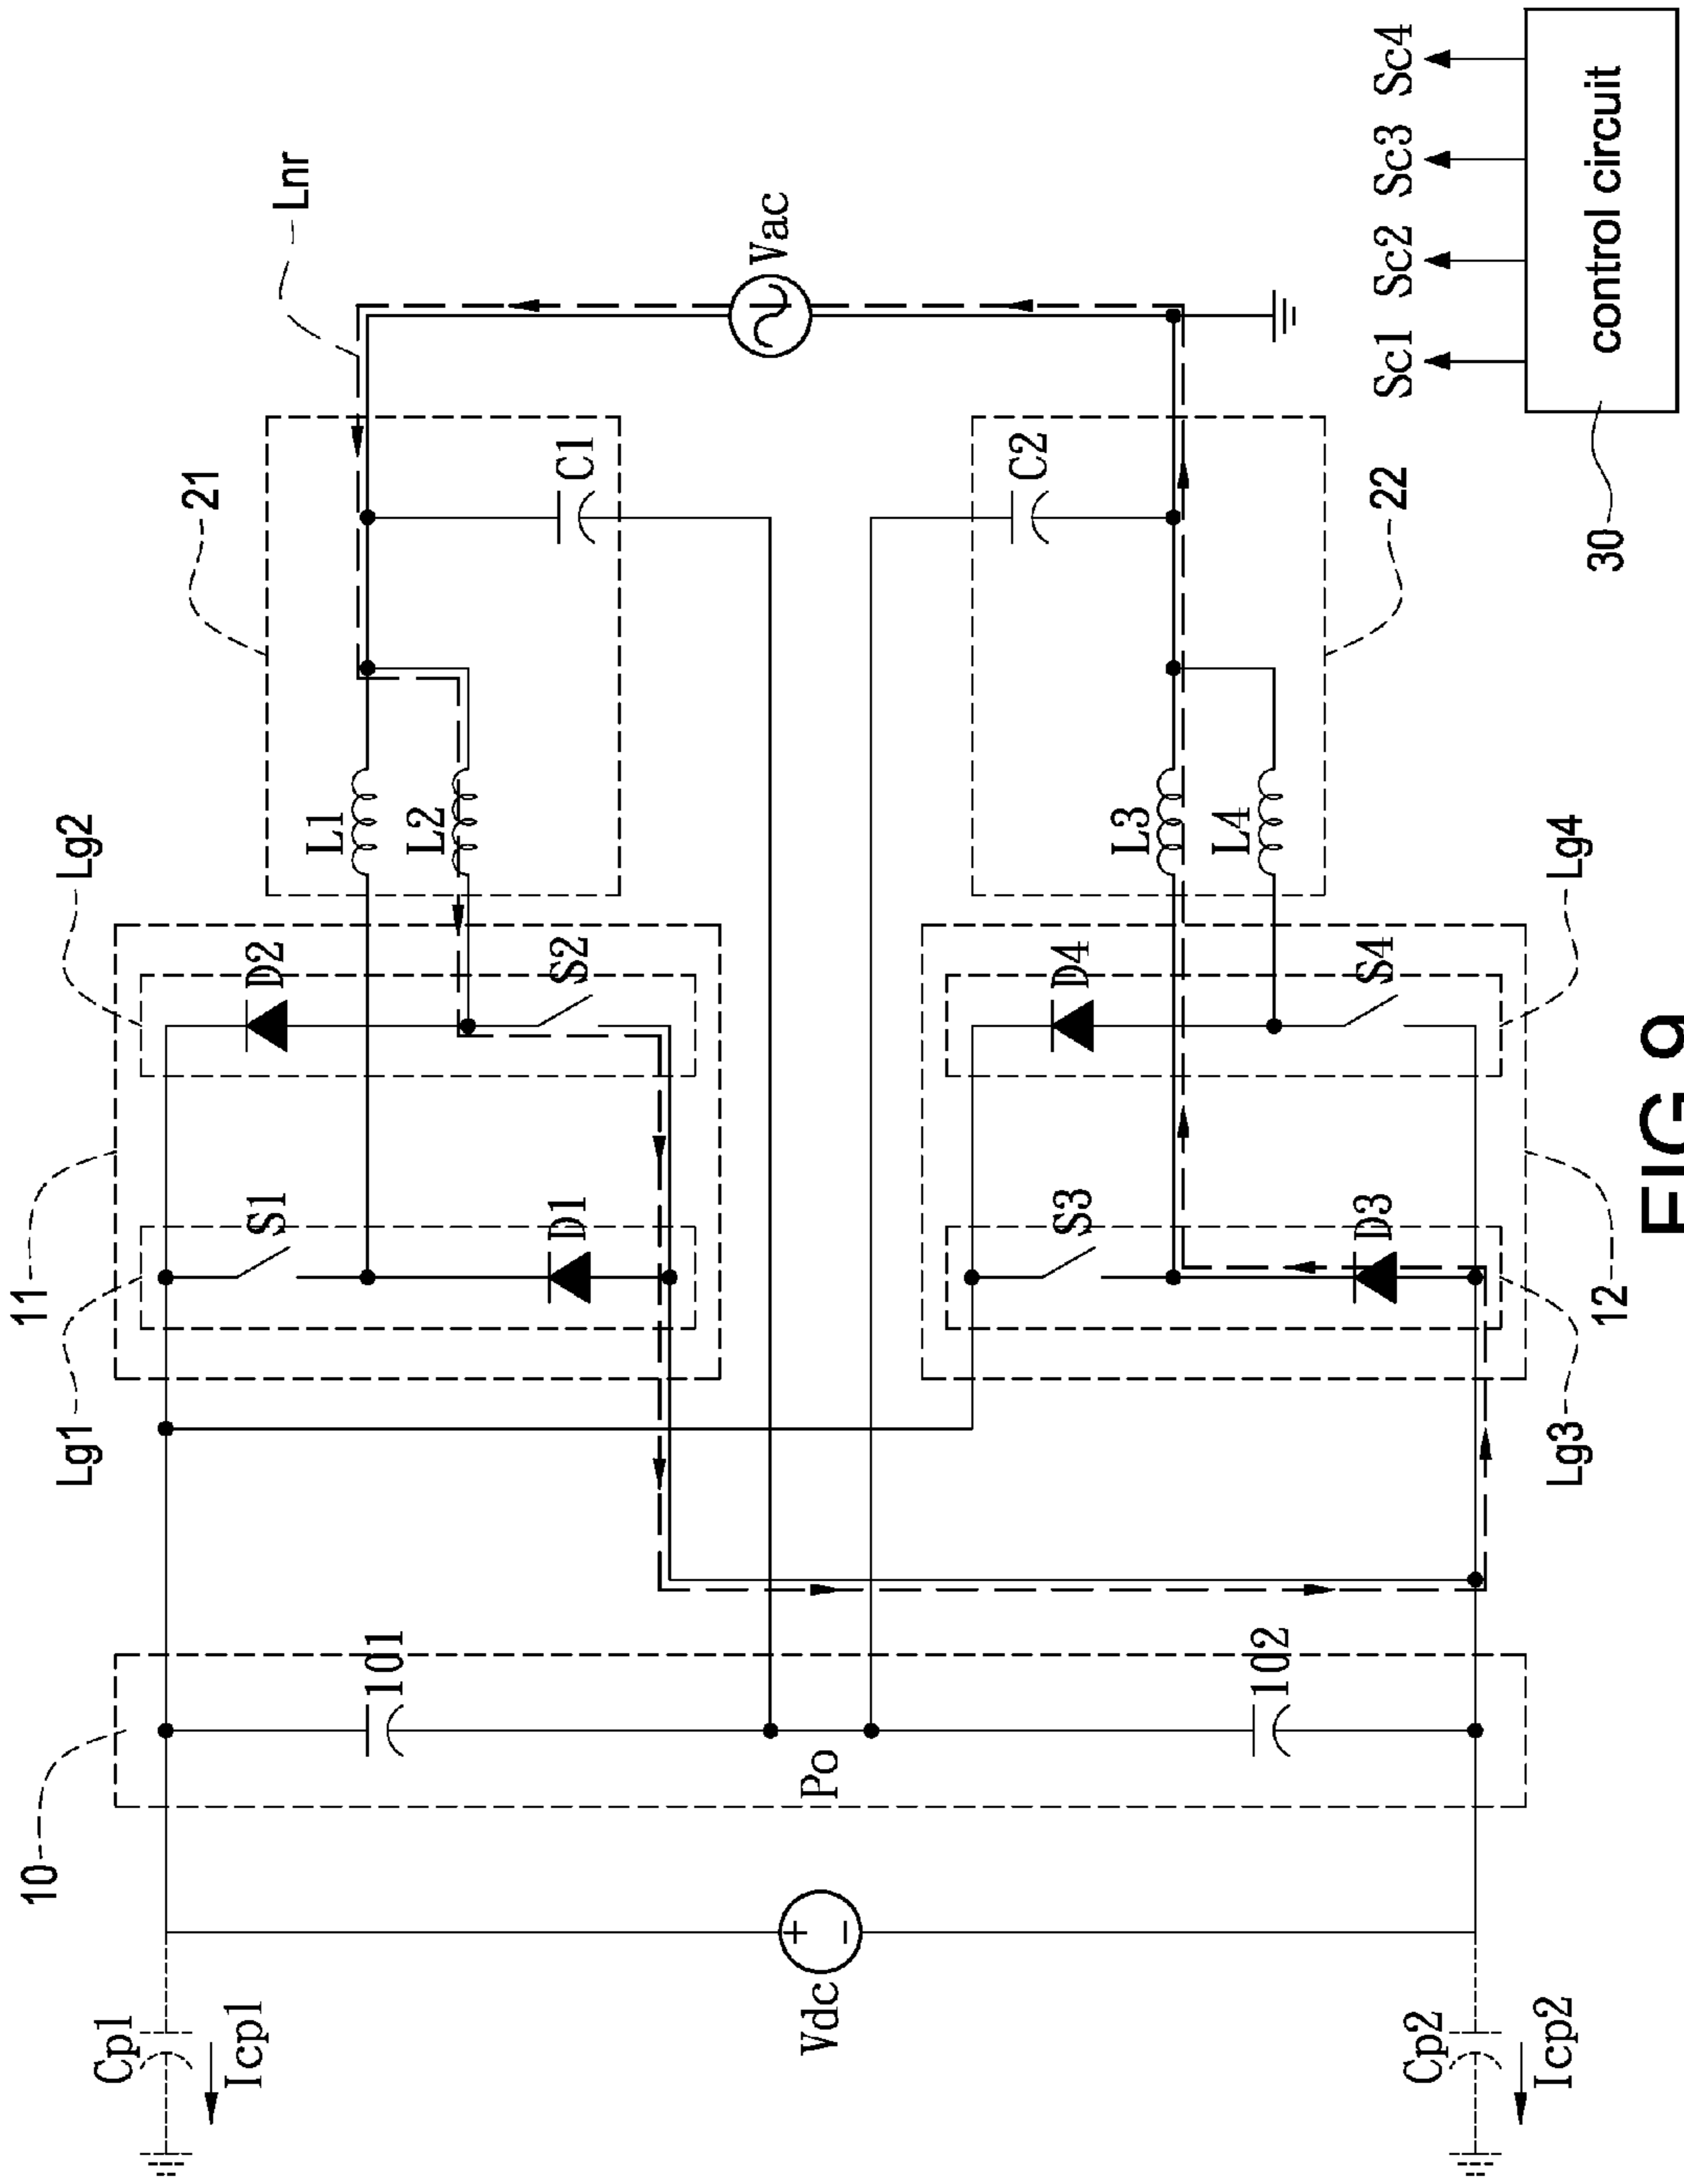 10
11
Lg1
Lg2
21
Lnr
Cp1
Icp1
Vdc
101
Po
102
S1
D1
D2
S2
L1
L2
C1
Vac
S3
D3
D4
S4
L3
L4
C2
Cp2
Icp2
Lg3
12
Lg4
22
Sc1 Sc2 Sc3 Sc4
control circuit
30
FIG.9